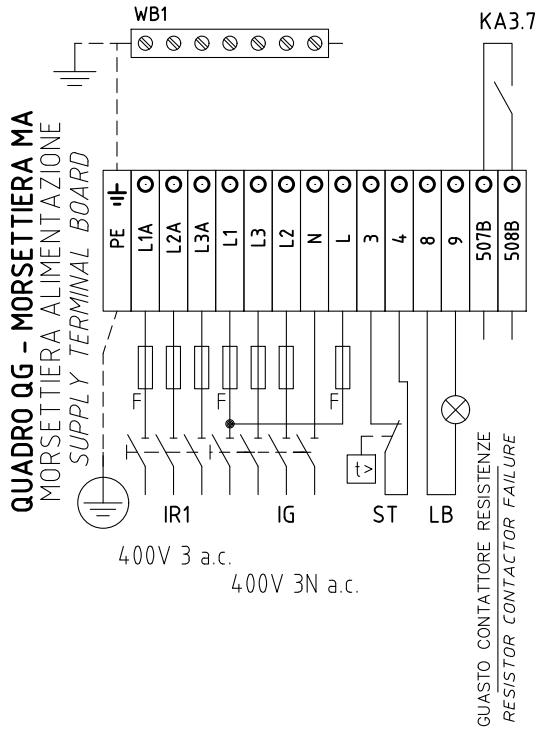 WB1
KA3.7
QUADRO QG - MORSETTIERA MA
MORSETTIERA ALIMENTAZIONE
SUPPLY TERMINAL BOARD
PE
L1A
L2A
L3A
L1
L3
L2
N
L
3
4
8
9
507B
508B
F
F
F
t>
IR1
IG
ST
LB
400V 3 a.c.
400V 3N a.c.
GUASTO CONTATTORE RESISTENZE
RESISTOR CONTACTOR FAILURE